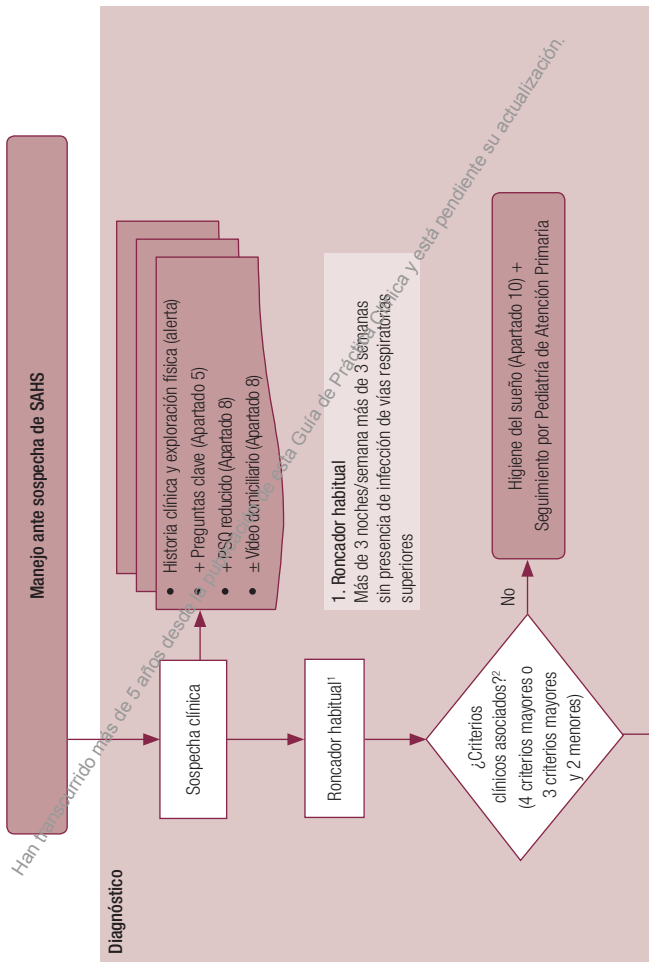 Manejo ante sospecha de SAHS
Diagnóstico
Sospecha clínica
• Historia clínica y exploración física (alerta)
• + Preguntas clave (Apartado 5)
• + PSQ reducido (Apartado 8)
• ± Vídeo domiciliario (Apartado 8)
Roncador habitual¹
1. Roncador habitual
Más de 3 noches/semana más de 3 semanas
sin presencia de infección de vías respiratorias
superiores
¿Criterios
clínicos asociados?²
(4 criterios mayores o
3 criterios mayores
y 2 menores)
No
Higiene del sueño (Apartado 10) +
Seguimiento por Pediatría de Atención Primaria
Han transcurrido más de 5 años desde la publicación de esta Guía de Práctica Clínica y está pendiente su actualización.